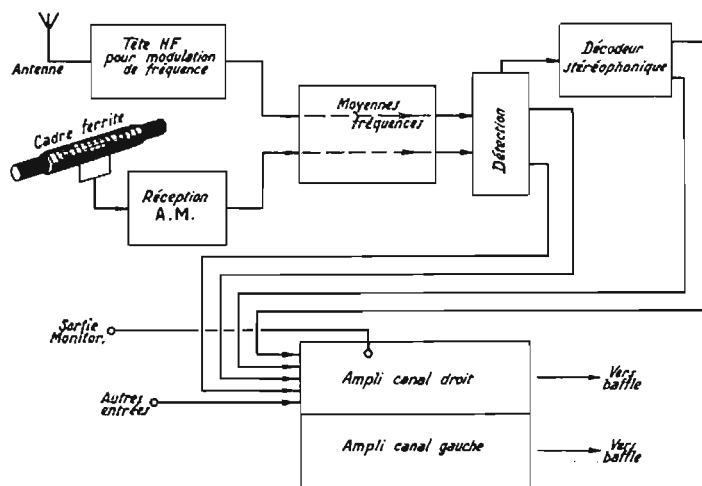 Antenne
Tête HF
pour modulation
de fréquence
Décodeur
stéréophonique
Moyennes
fréquences
Détection
Cadre ferrite
Réception
A.M.
Sortie
Monitor.
Autres
entrées
Ampli canal droit
Vers
baffle
Ampli canal gauche
Vers
baffle